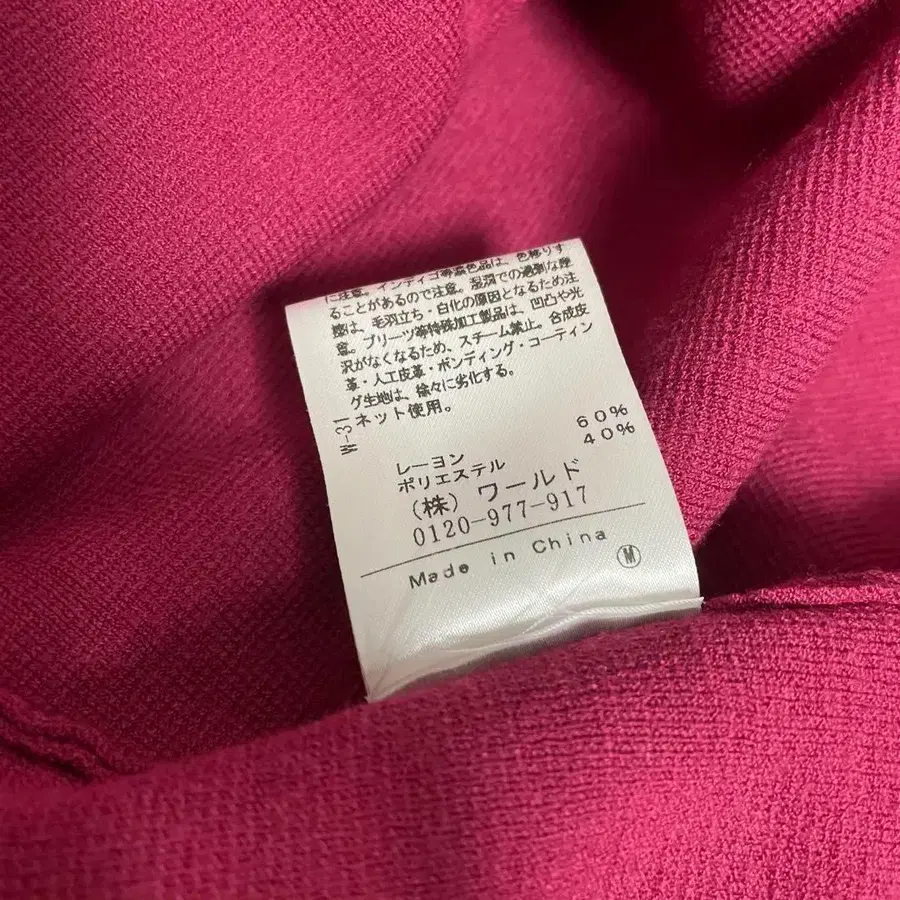 に注意。インディゴ等濃色品は、色移りす
ることがあるので注意。湿潤での過剰な摩
擦は、毛羽立ち・白化の原因となるため注
意。プリーツ等特殊加工製品は、凹凸や光
沢がなくなるため、スチーム禁止。合成皮
革・人工皮革・ボンディング・コーティン
グ生地は、徐々に劣化する。
W-31
ネット使用。
レーヨン 60%
ポリエステル 40%
(株) ワールド
0120-977-917
Made in China
M